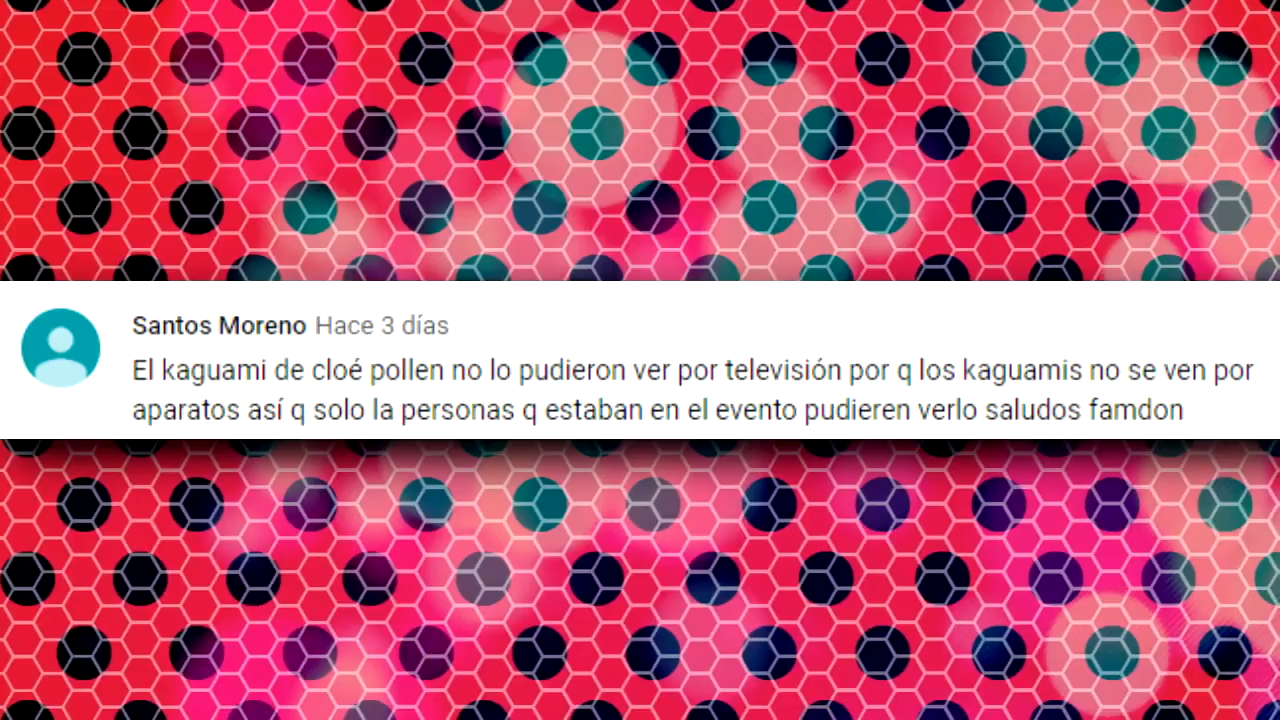 Santos Moreno Hace 3 días
El kaguami de cloé pollen no lo pudieron ver por televisión por q los kaguamis no se ven por
aparatos así q solo la personas q estaban en el evento pudieren verlo saludos famdon